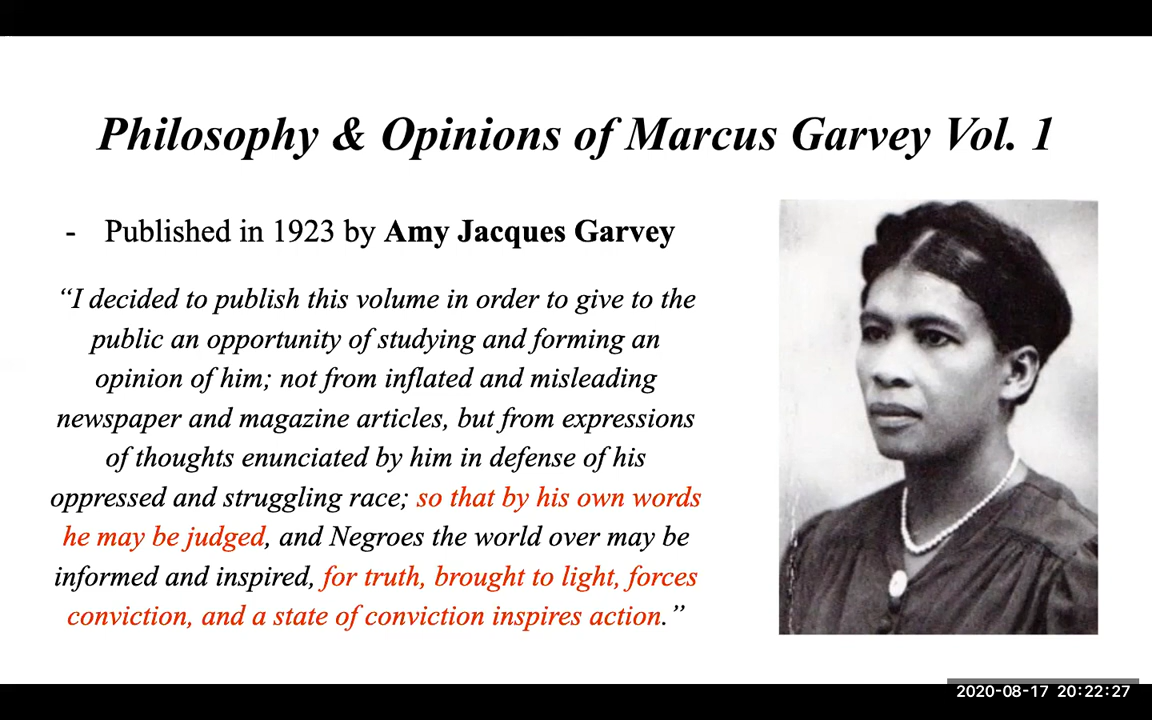 Philosophy & Opinions of Marcus Garvey Vol. 1
- Published in 1923 by Amy Jacques Garvey
“I decided to publish this volume in order to give to the
public an opportunity of studying and forming an
opinion of him; not from inflated and misleading
newspaper and magazine articles, but from expressions
of thoughts enunciated by him in defense of his
oppressed and struggling race; so that by his own words
he may be judged, and Negroes the world over may be
informed and inspired, for truth, brought to light, forces
conviction, and a state of conviction inspires action.”
2020-08-17 20:22:27